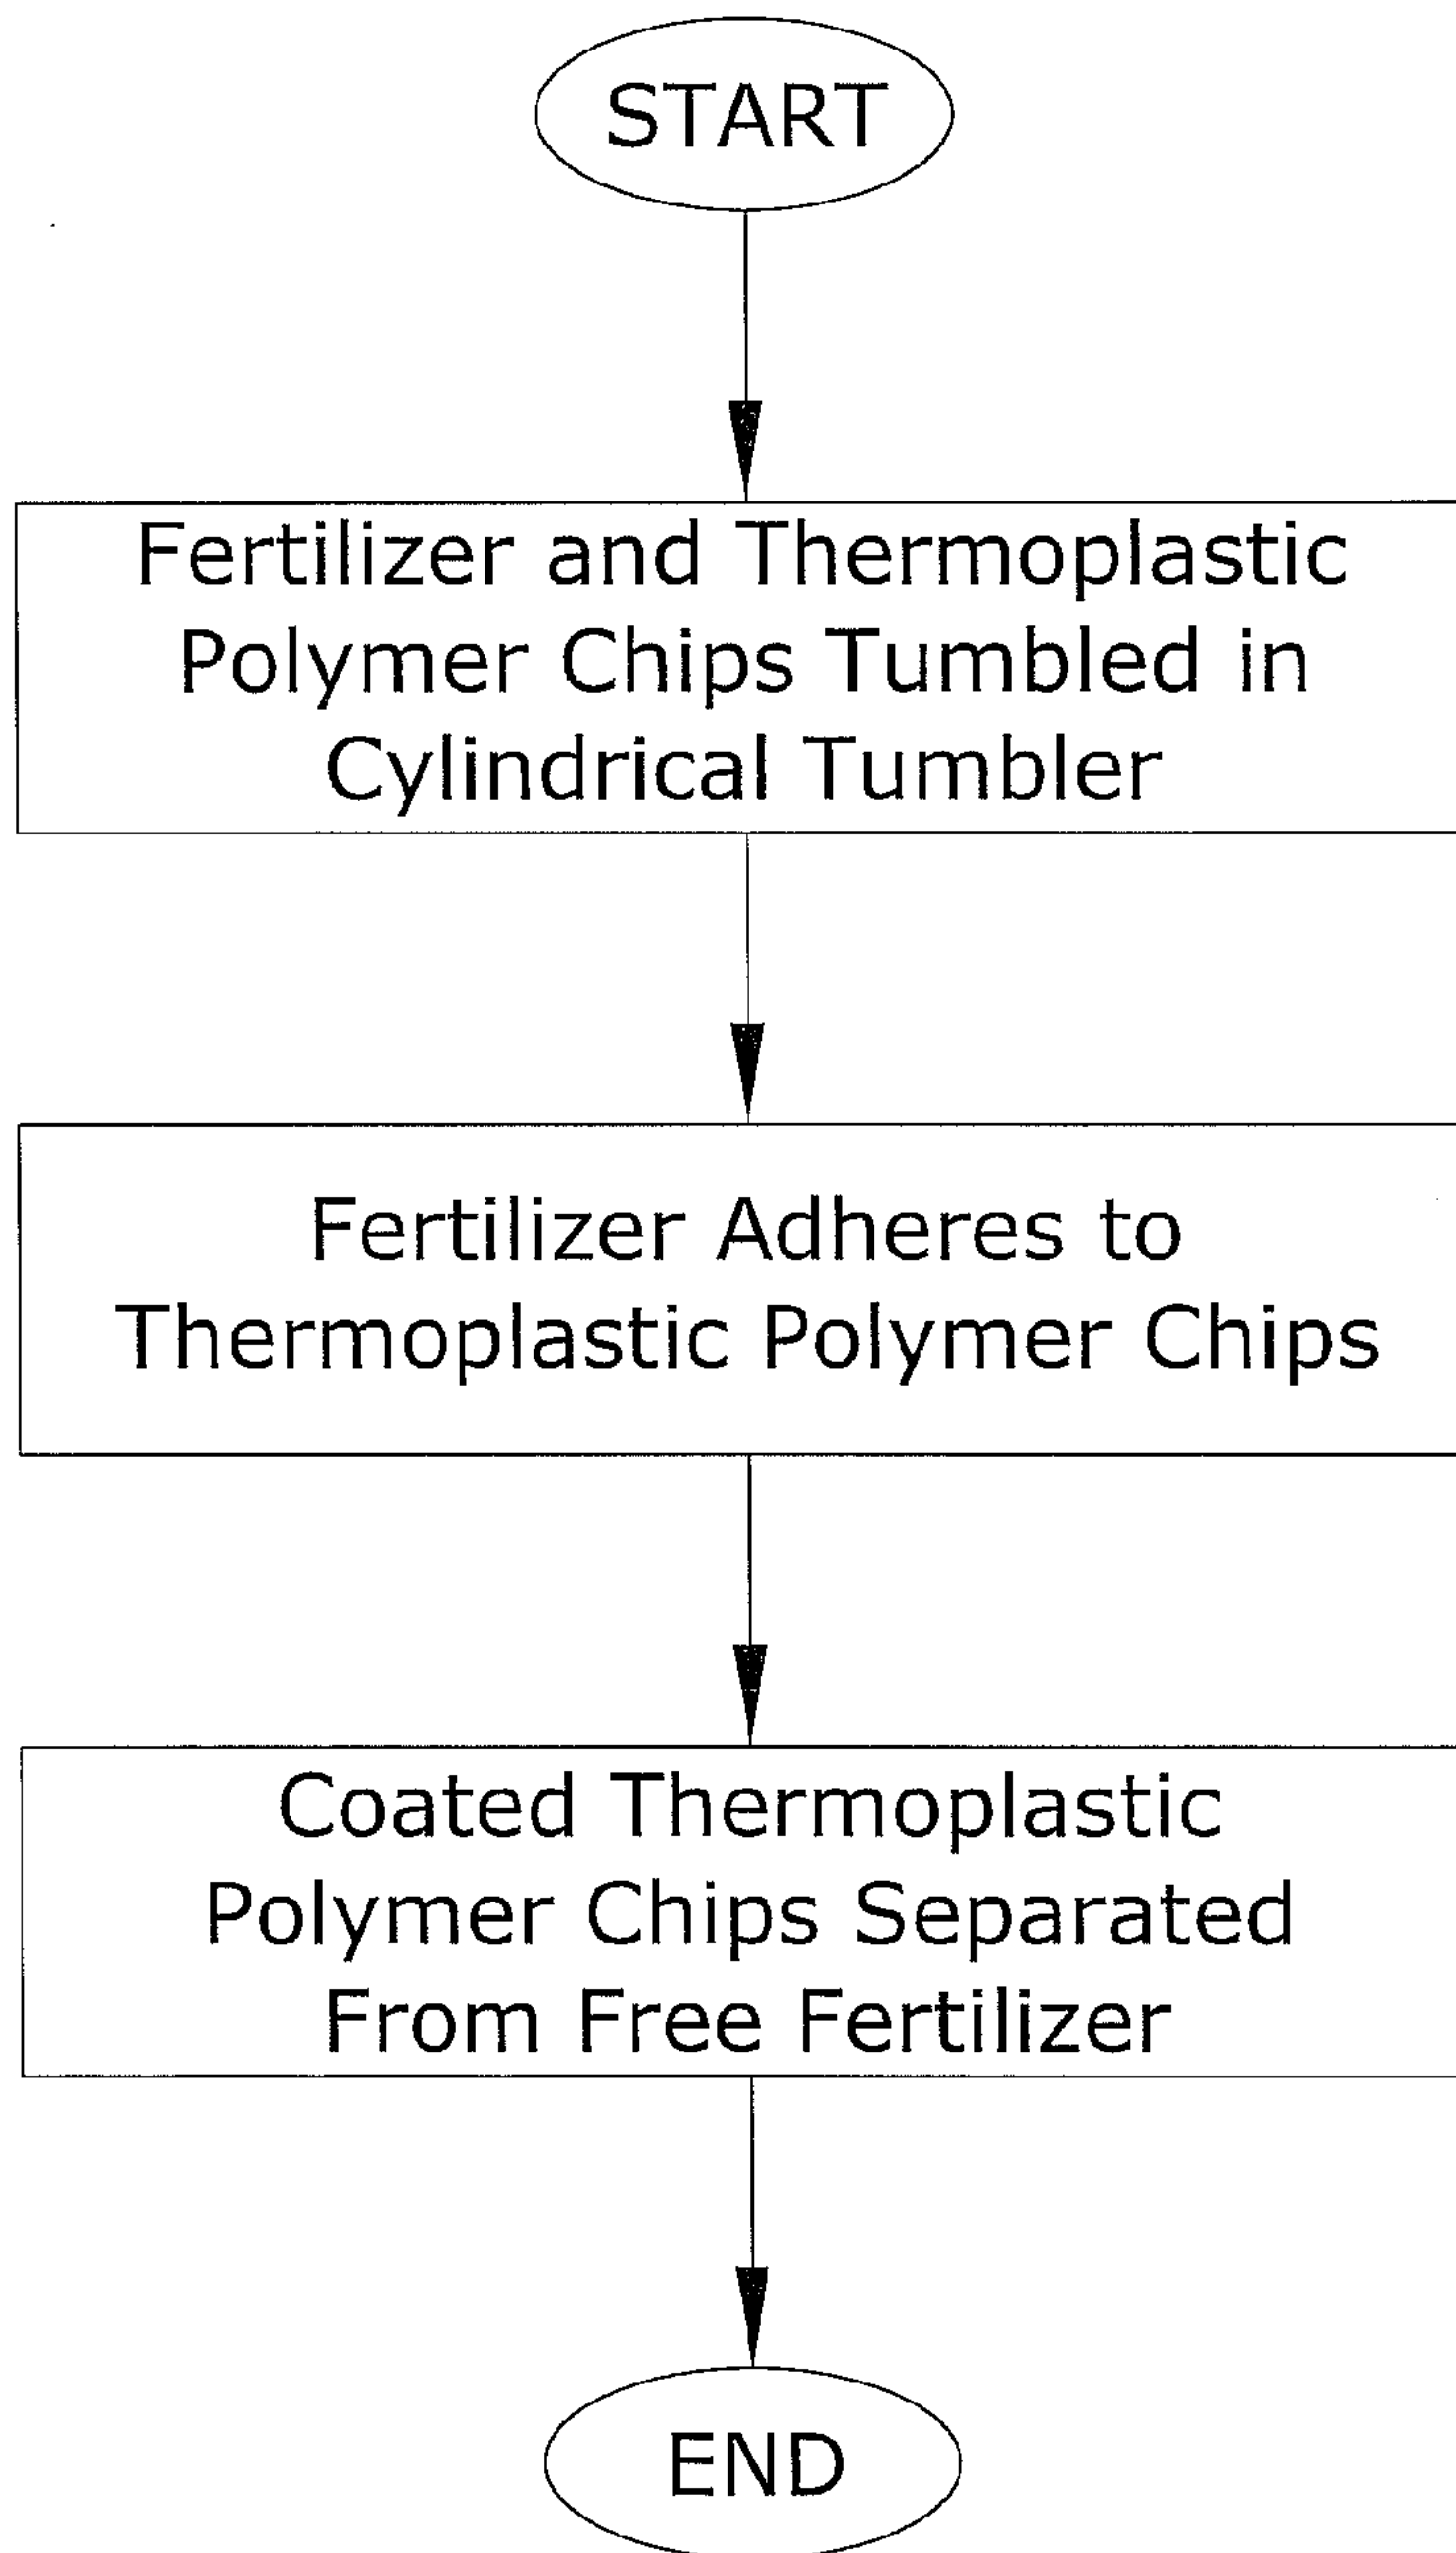 START
Fertilizer and Thermoplastic
Polymer Chips Tumbled in
Cylindrical Tumbler
Fertilizer Adheres to
Thermoplastic Polymer Chips
Coated Thermoplastic
Polymer Chips Separated
From Free Fertilizer
END